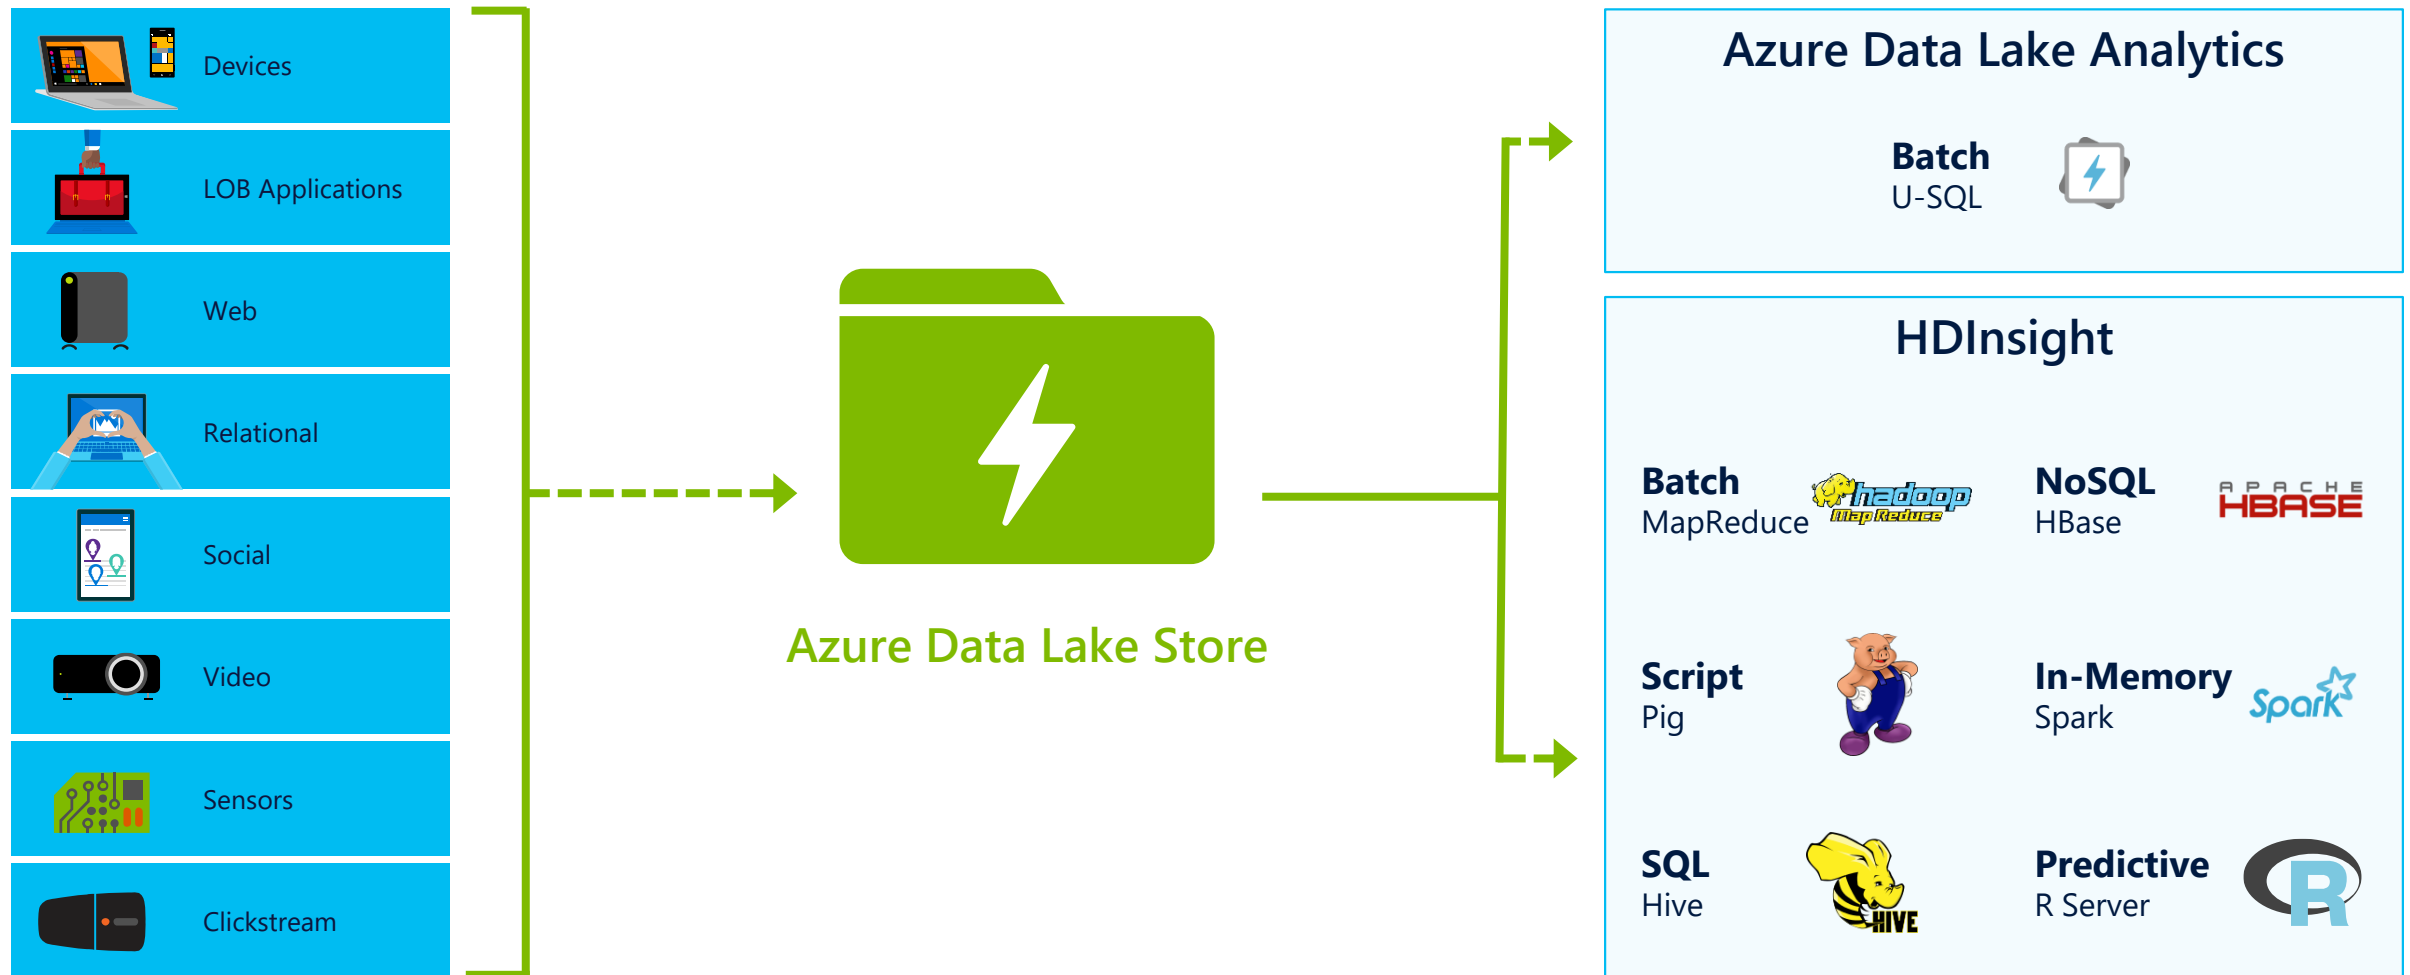 Devices
LOB Applications
Web
Relational
Social
Video
Sensors
Clickstream
Azure Data Lake Store
Azure Data Lake Analytics
Batch
U-SQL
HDInsight
Batch
MapReduce
hadoop
Map Reduce
NoSQL
HBase
APACHE
HBASE
Script
Pig
In-Memory
Spark
Spark
SQL
Hive
HIVE
Predictive
R Server
R